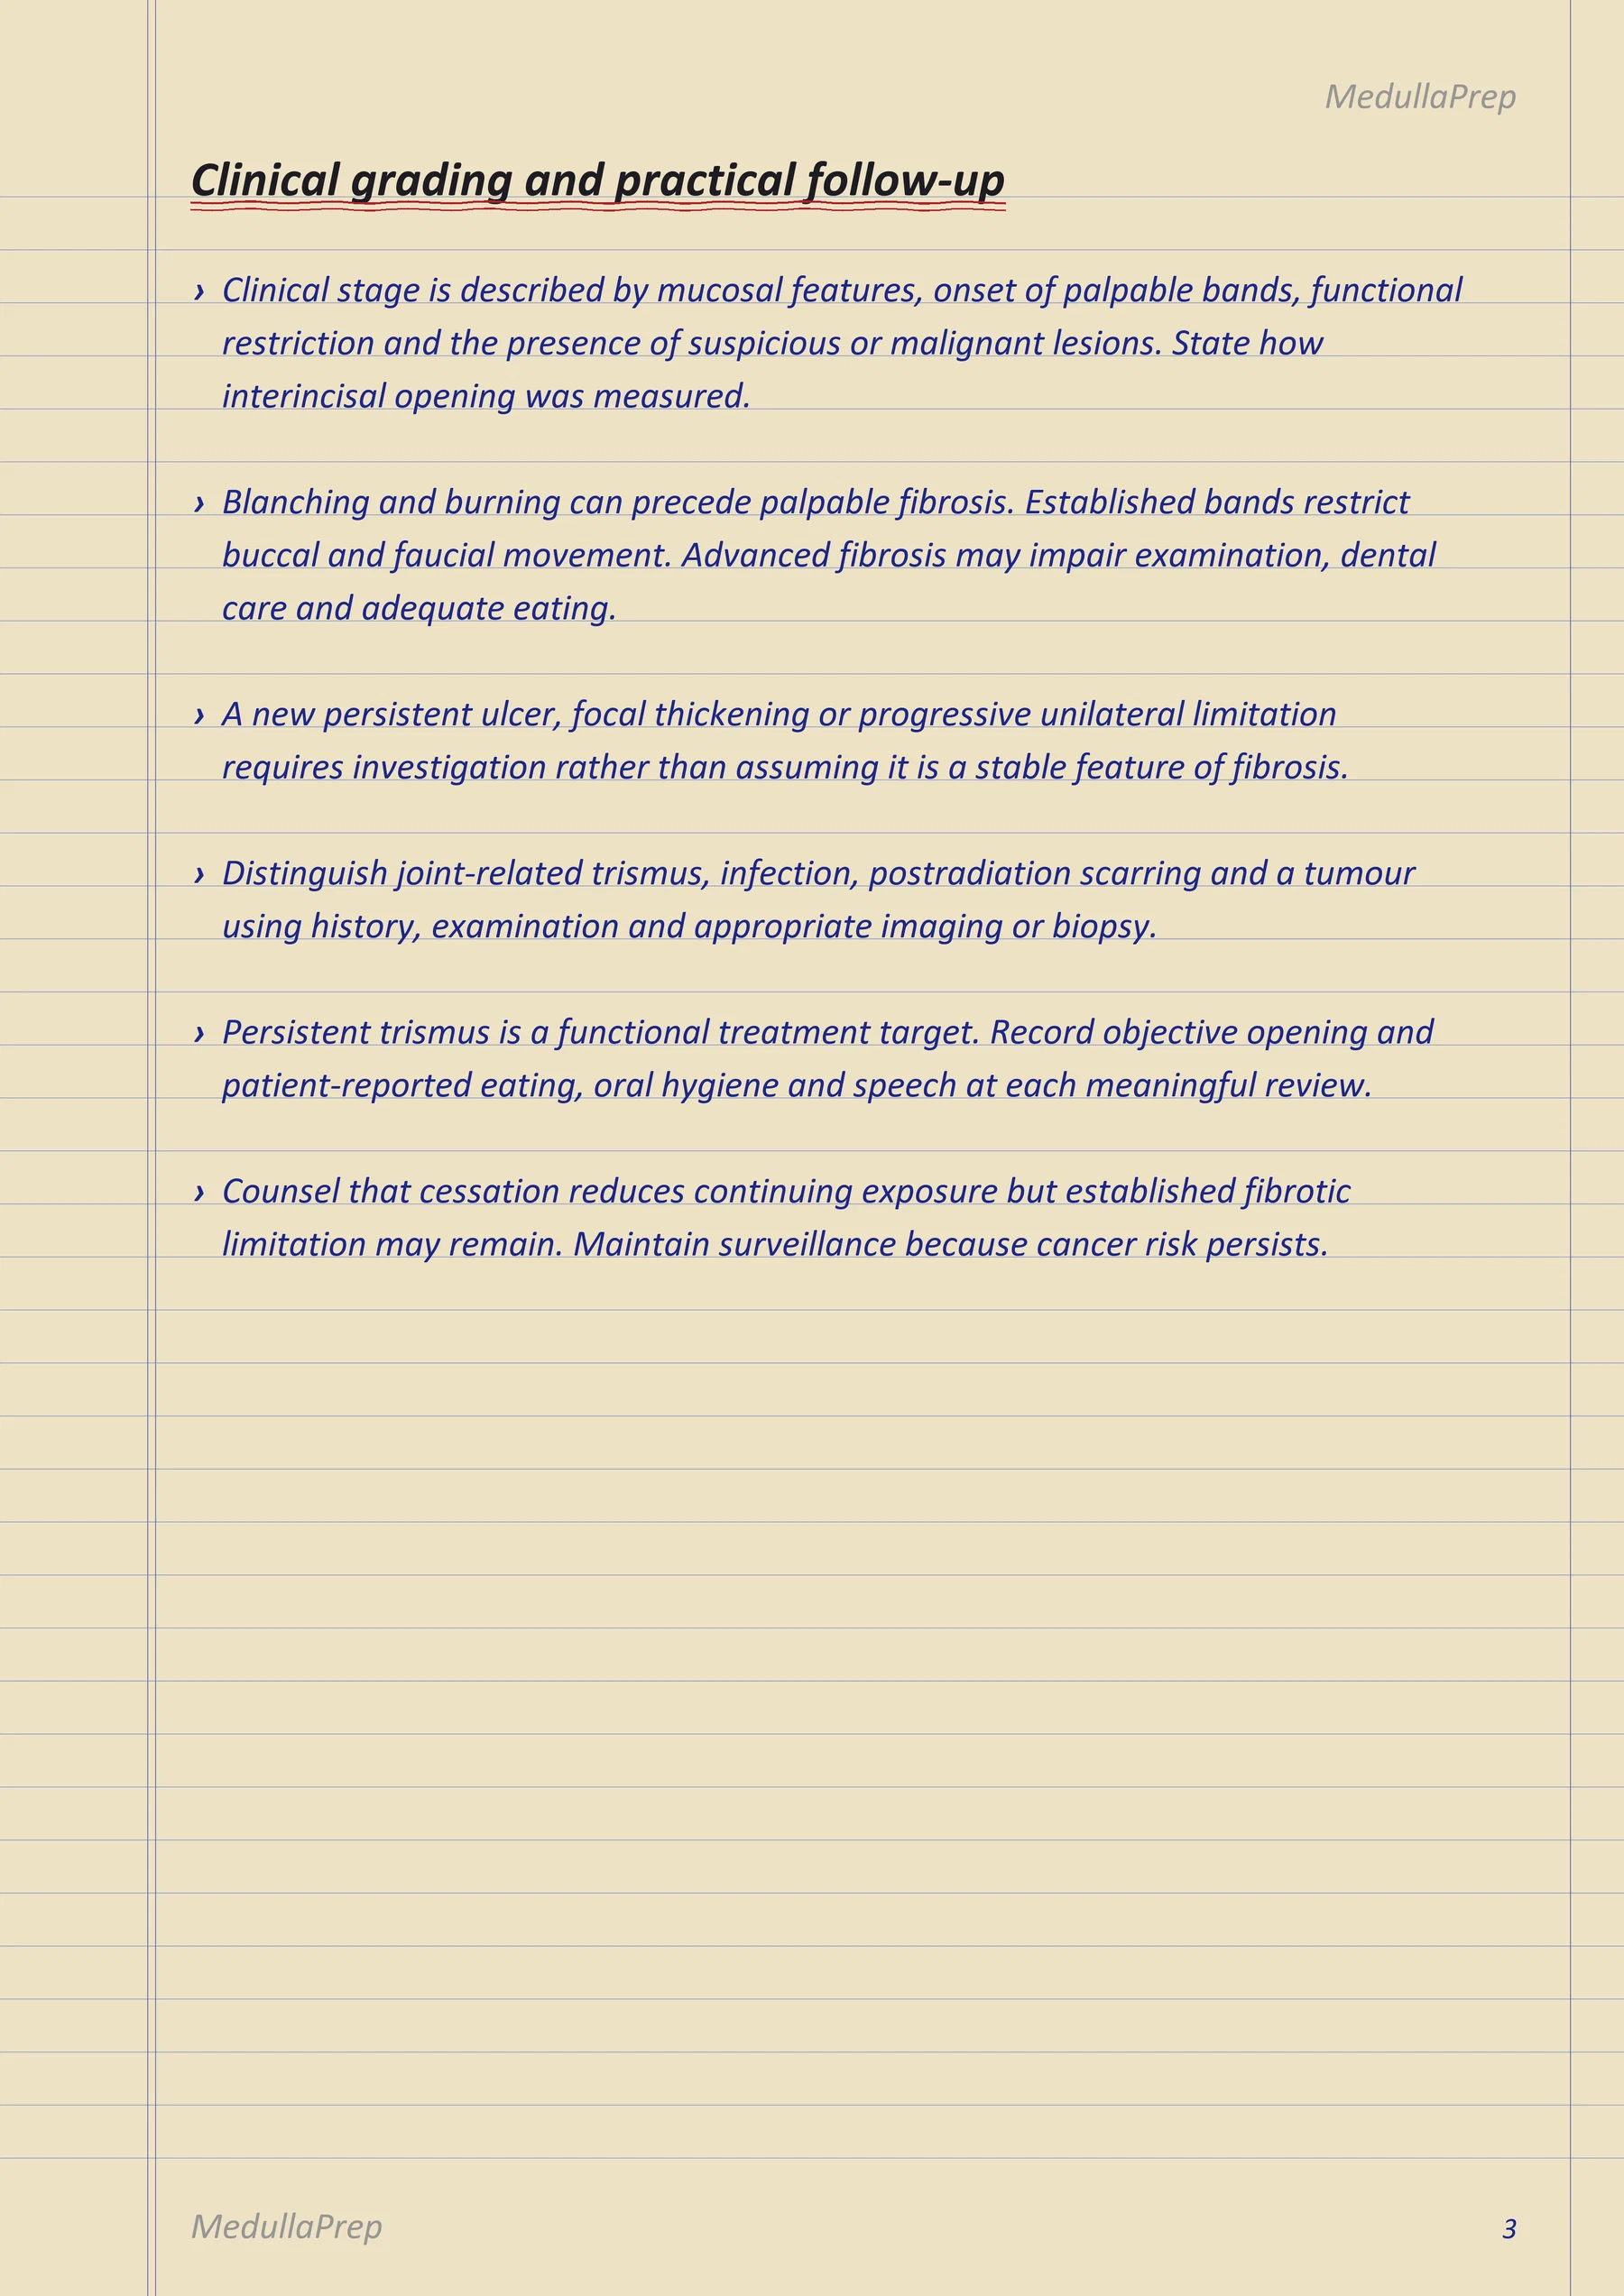 MedullaPrep
Clinical grading and practical follow-up
› Clinical stage is described by mucosal features, onset of palpable bands, functional
restriction and the presence of suspicious or malignant lesions. State how
interincisal opening was measured.
› Blanching and burning can precede palpable fibrosis. Established bands restrict
buccal and faucial movement. Advanced fibrosis may impair examination, dental
care and adequate eating.
› A new persistent ulcer, focal thickening or progressive unilateral limitation
requires investigation rather than assuming it is a stable feature of fibrosis.
› Distinguish joint-related trismus, infection, postradiation scarring and a tumour
using history, examination and appropriate imaging or biopsy.
› Persistent trismus is a functional treatment target. Record objective opening and
patient-reported eating, oral hygiene and speech at each meaningful review.
› Counsel that cessation reduces continuing exposure but established fibrotic
limitation may remain. Maintain surveillance because cancer risk persists.
MedullaPrep
3